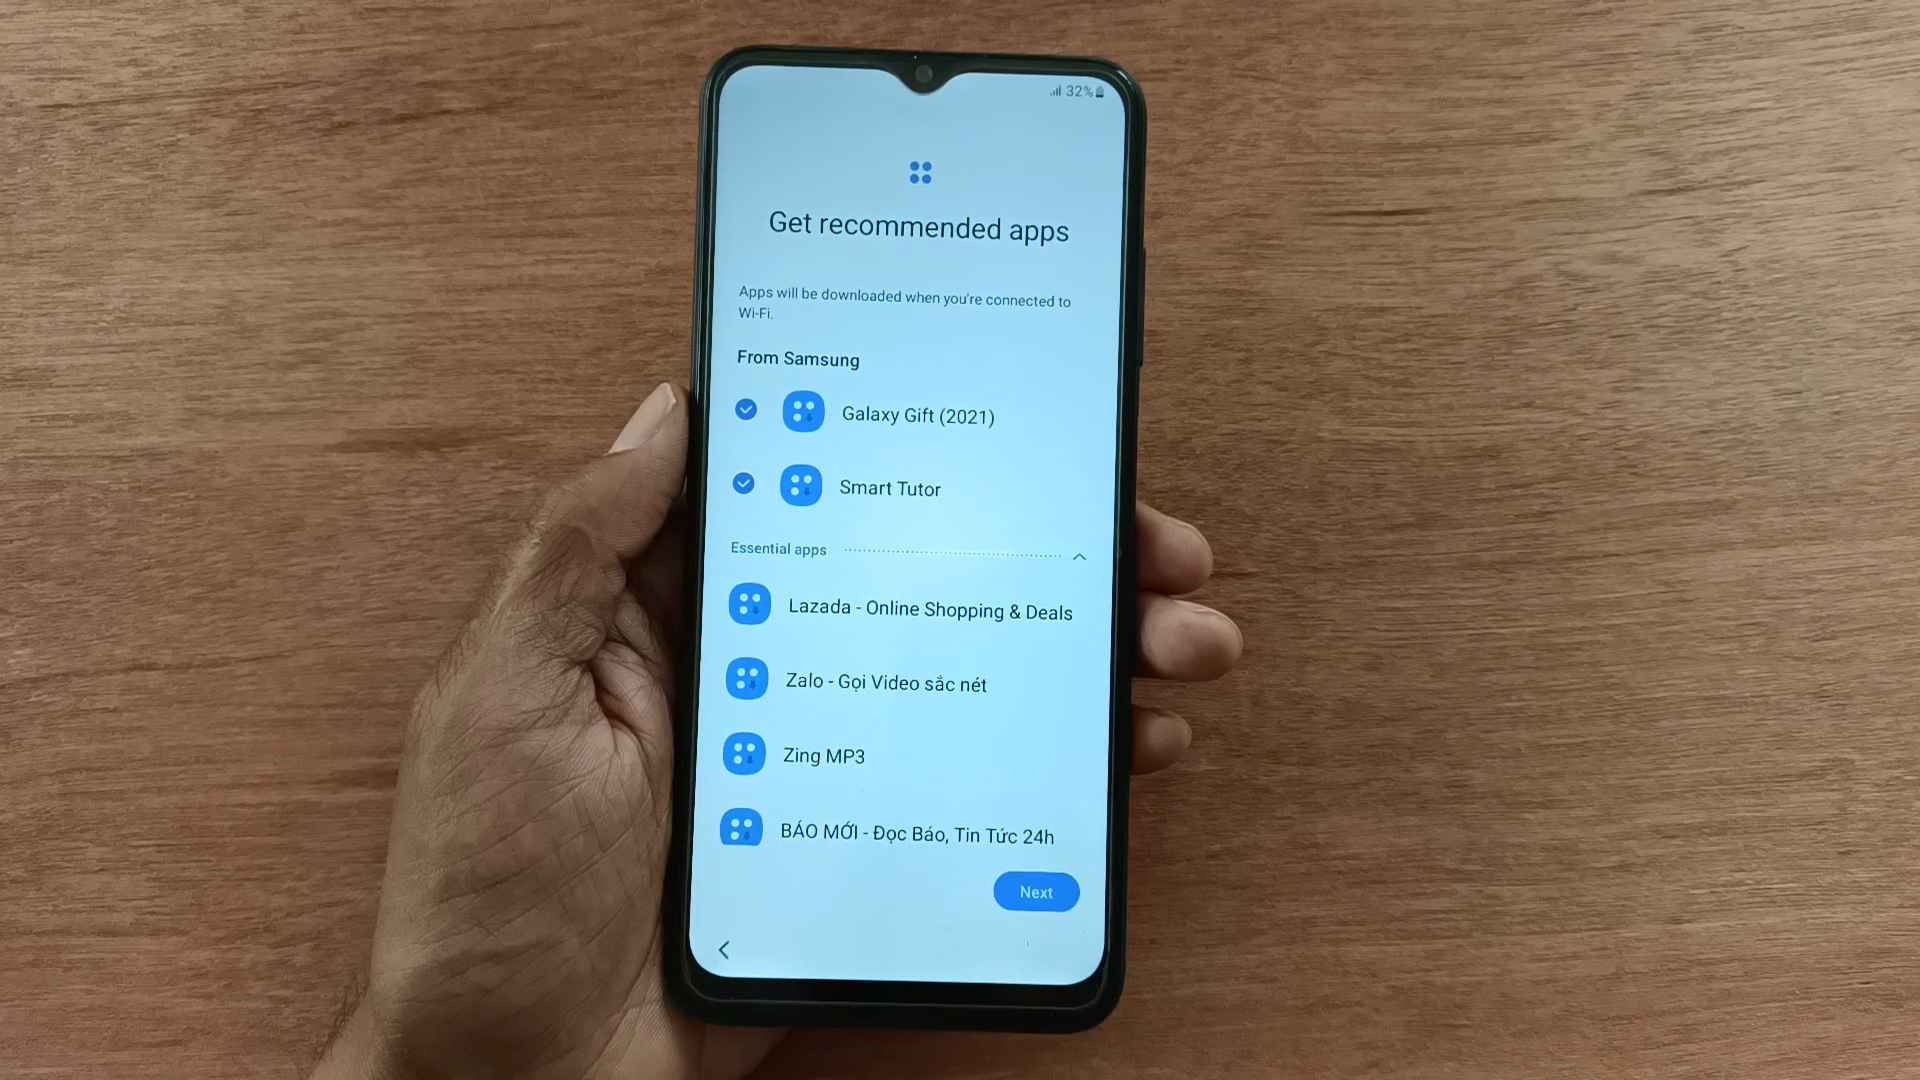 32%
Get recommended apps
Apps will be downloaded when you're connected to
Wi-Fi.
From Samsung
Galaxy Gift (2021)
Smart Tutor
Essential apps
Lazada - Online Shopping & Deals
Zalo - Gọi Video sắc nét
Zing MP3
BÁO MỚI - Đọc Báo, Tin Tức 24h
Next